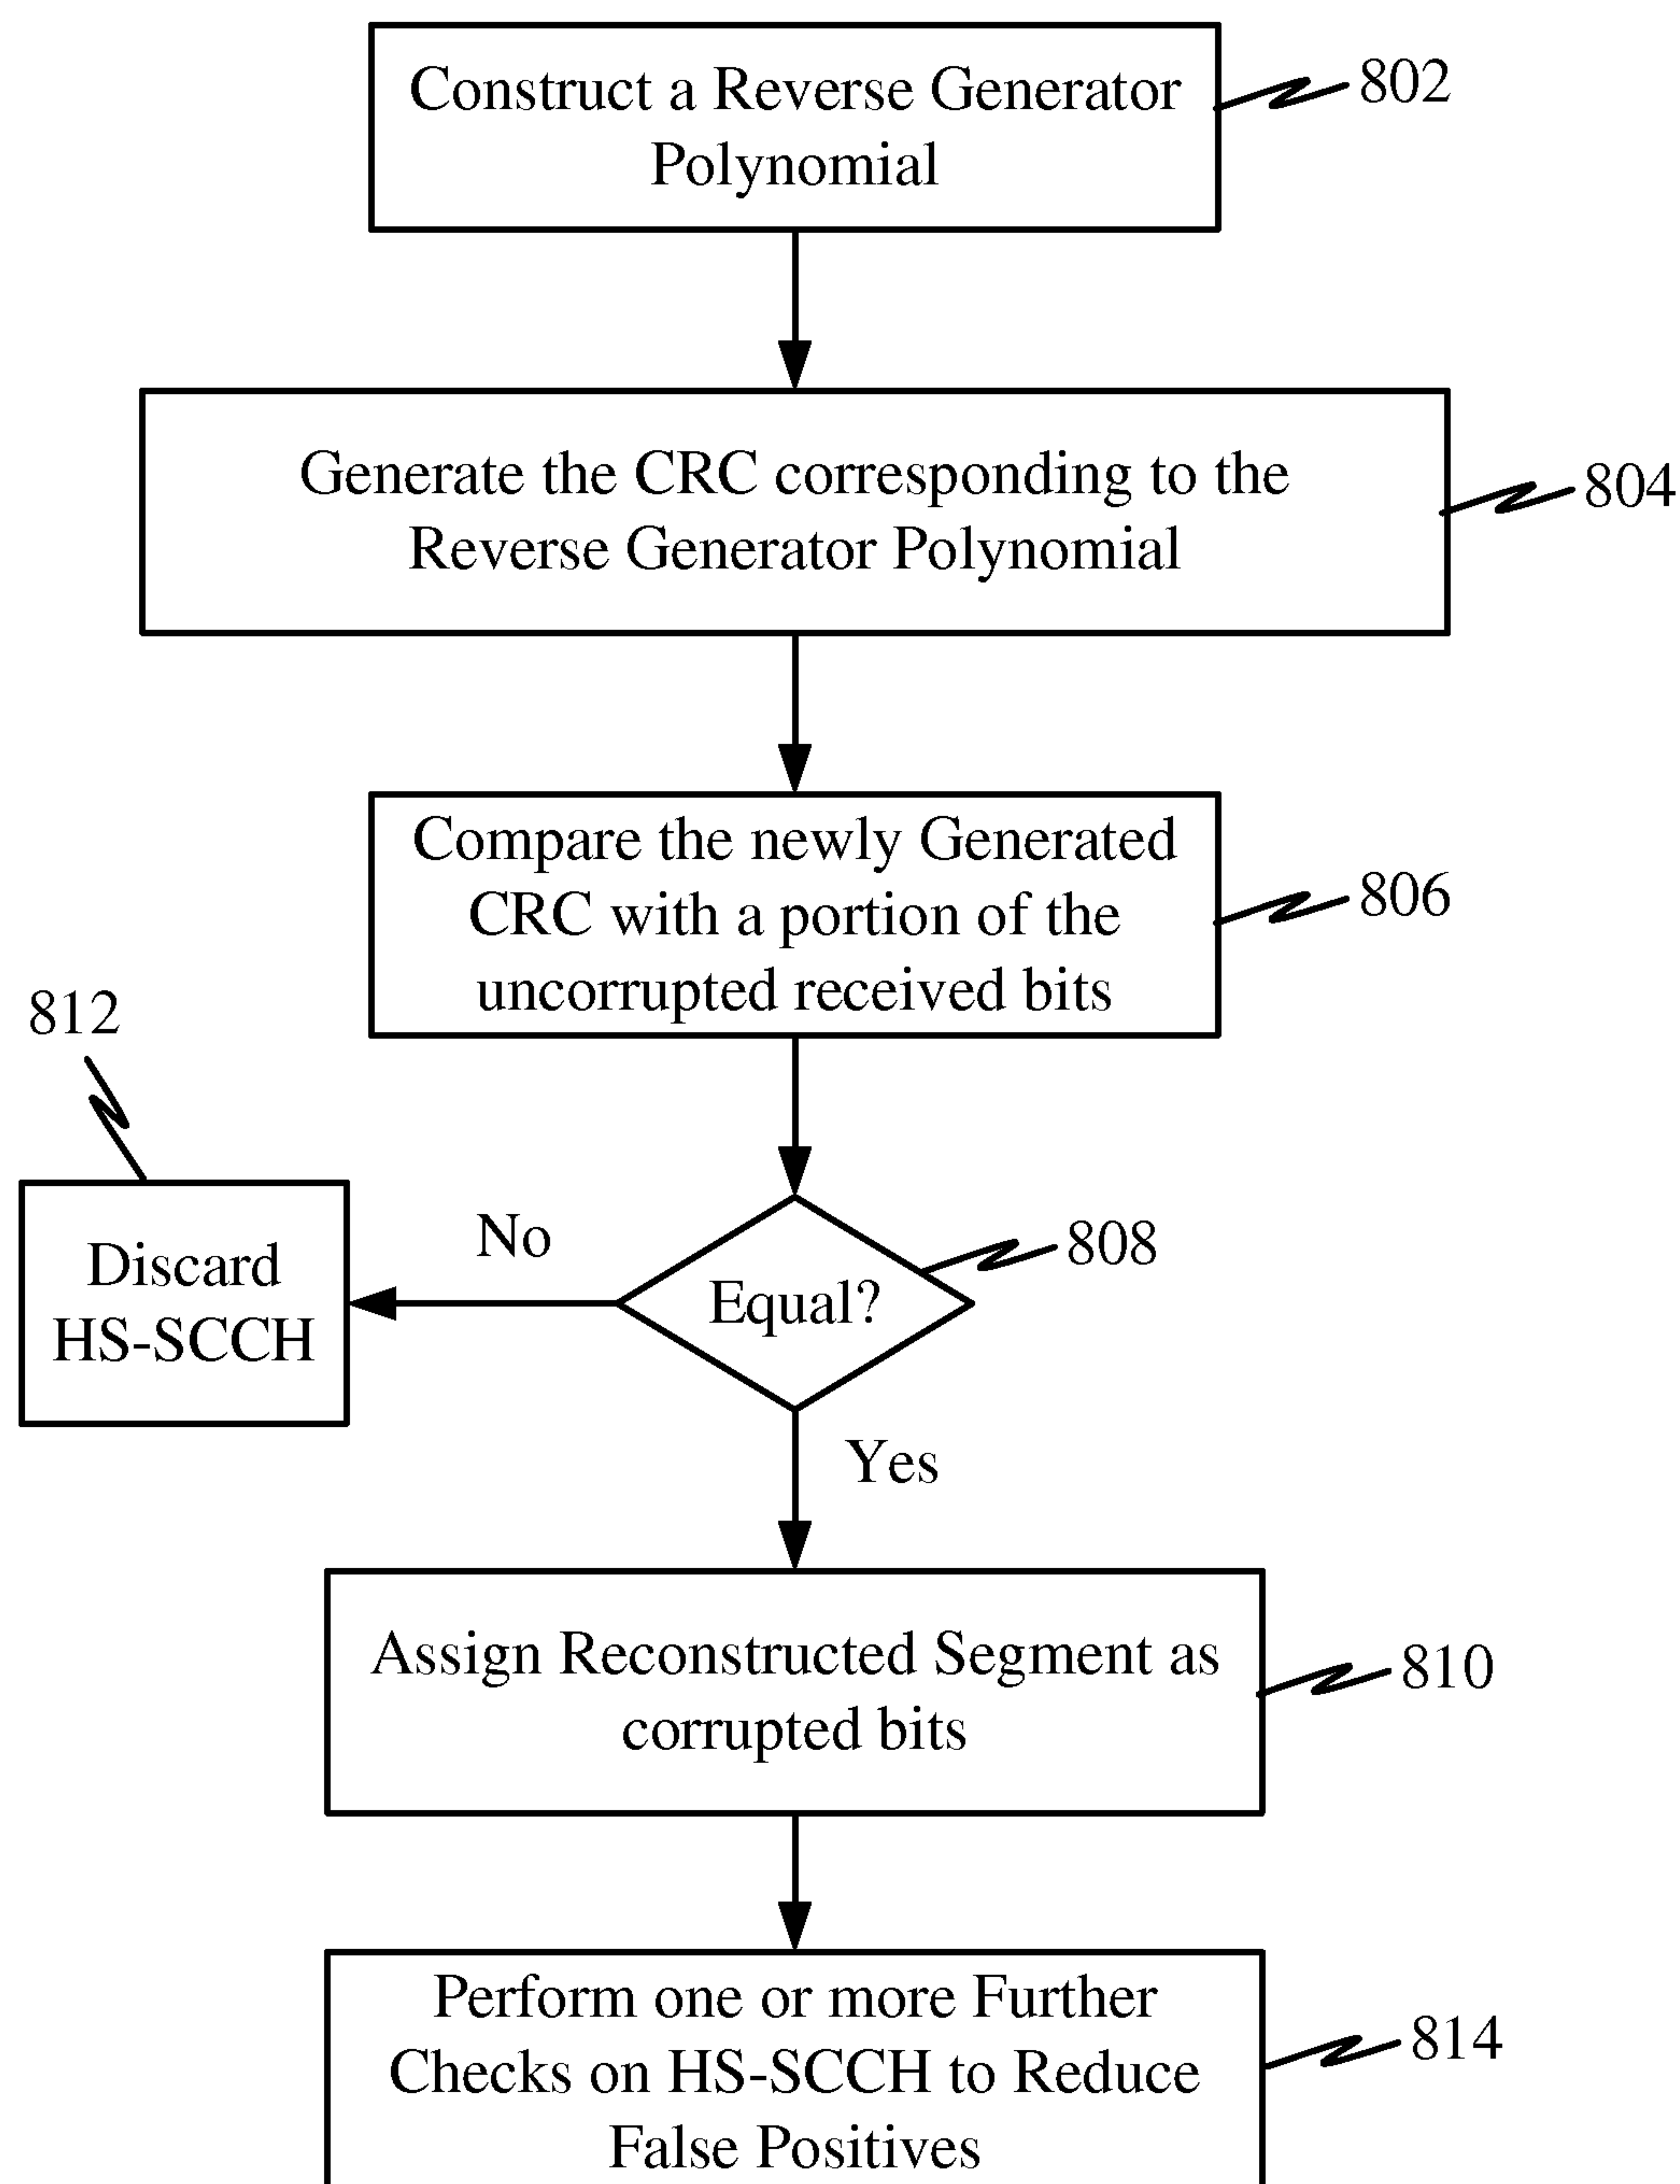 Construct a Reverse Generator
Polynomial
802
Generate the CRC corresponding to the
Reverse Generator Polynomial
804
Compare the newly Generated
CRC with a portion of the
uncorrupted received bits
806
812
Discard
HS-SCCH
No
Equal?
808
Yes
Assign Reconstructed Segment as
corrupted bits
810
Perform one or more Further
Checks on HS-SCCH to Reduce
False Positives
814